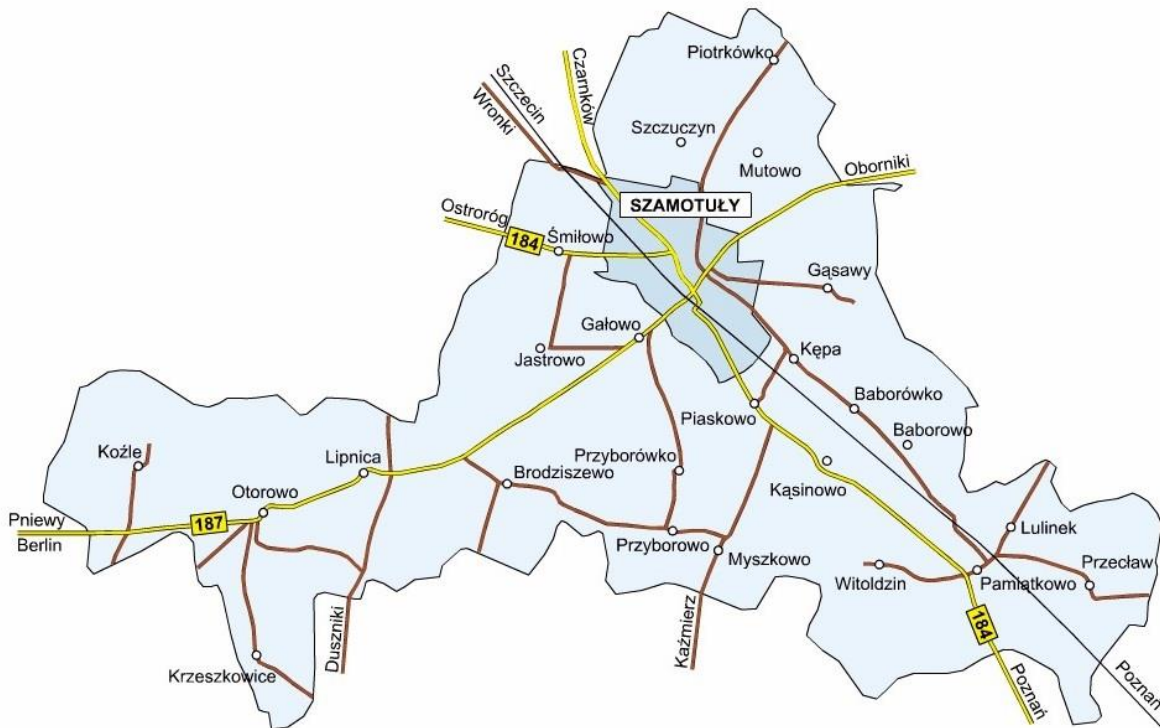 Piotrkówko
Szczecin
Wronki
Czarnków
Szczuczyn
Mutowo
Oborniki
SZAMOTUŁY
Ostroróg
184
Śmiłowo
Gąsawy
Gałowo
Jastrowo
Kępa
Piaskowo
Baborówko
Baborowo
Koźle
Lipnica
Przyborówko
Brodziszewo
Kąsinowo
Otorowo
Pniewy
187
Berlin
Przyborowo
Myszkowo
Lulinek
Przecław
Witoldzin
Pamiątkowo
Duszniki
Kaźmierz
184
Krzeszkowice
Poznań
Poznań